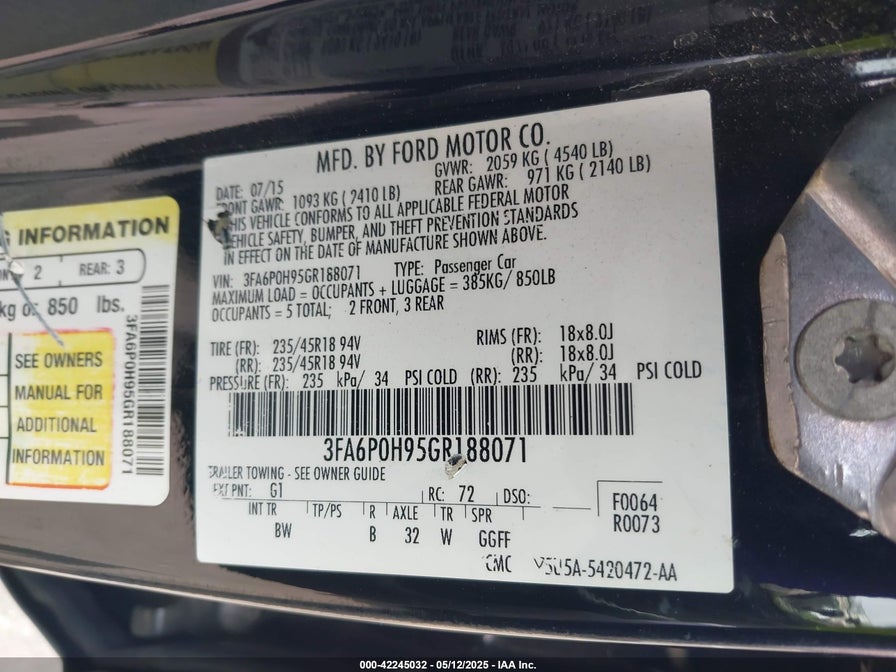 MFD. BY FORD MOTOR CO.
DATE: 07/15 GVWR: 2059 KG ( 4540 LB)
FRONT GAWR: 1093 KG ( 2410 LB) REAR GAWR: 971 KG ( 2140 LB)
THIS VEHICLE CONFORMS TO ALL APPLICABLE FEDERAL MOTOR
VEHICLE SAFETY, BUMPER, AND THEFT PREVENTION STANDARDS
IN EFFECT ON THE DATE OF MANUFACTURE SHOWN ABOVE.
VIN: 3FA6P0H95GR188071 TYPE: Passenger Car
MAXIMUM LOAD = OCCUPANTS + LUGGAGE = 385KG/ 850LB
OCCUPANTS = 5 TOTAL; 2 FRONT, 3 REAR
TIRE (FR): 235/45R18 94V RIMS (FR): 18x8.0J
(RR): 235/45R18 94V (RR): 18x8.0J
PRESSURE (FR): 235 kPa/ 34 PSI COLD (RR): 235 kPa/ 34 PSI COLD
3FA6P0H95GR188071
TRAILER TOWING - SEE OWNER GUIDE
EXT PNT: G1 RC: 72 DSO:
F0064
R0073
INT TR TP/PS R AXLE TR SPR
BW B 32 W GGFF
CMC 5U5A-5420472-AA
INFORMATION
2 REAR: 3
kg or 850 lbs.
SEE OWNERS
MANUAL FOR
ADDITIONAL
INFORMATION
3FA6P0H95GR188071
000-42245032 - 05/12/2025 - IAA Inc.